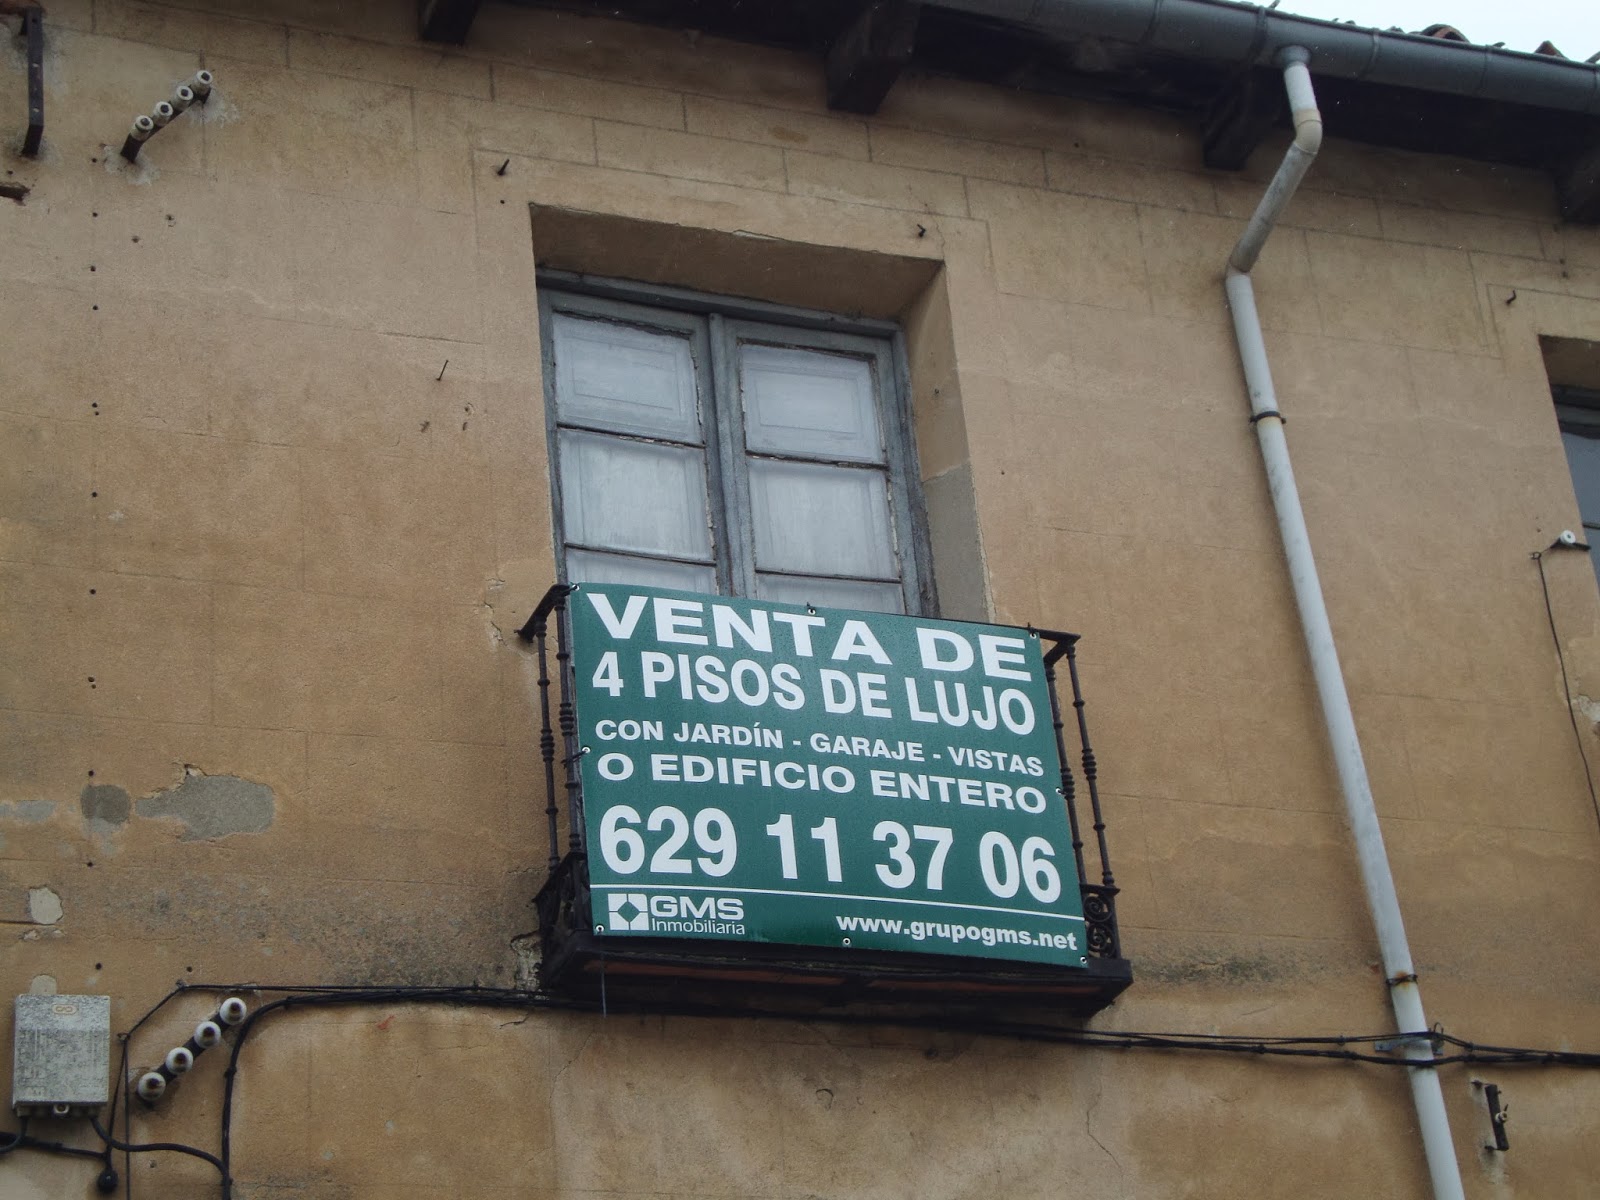 VENTA DE
4 PISOS DE LUJO
CON JARDÍN - GARAJE - VISTAS
O EDIFICIO ENTERO
629 11 37 06
GMS
Inmobiliaria
www.grupogms.net